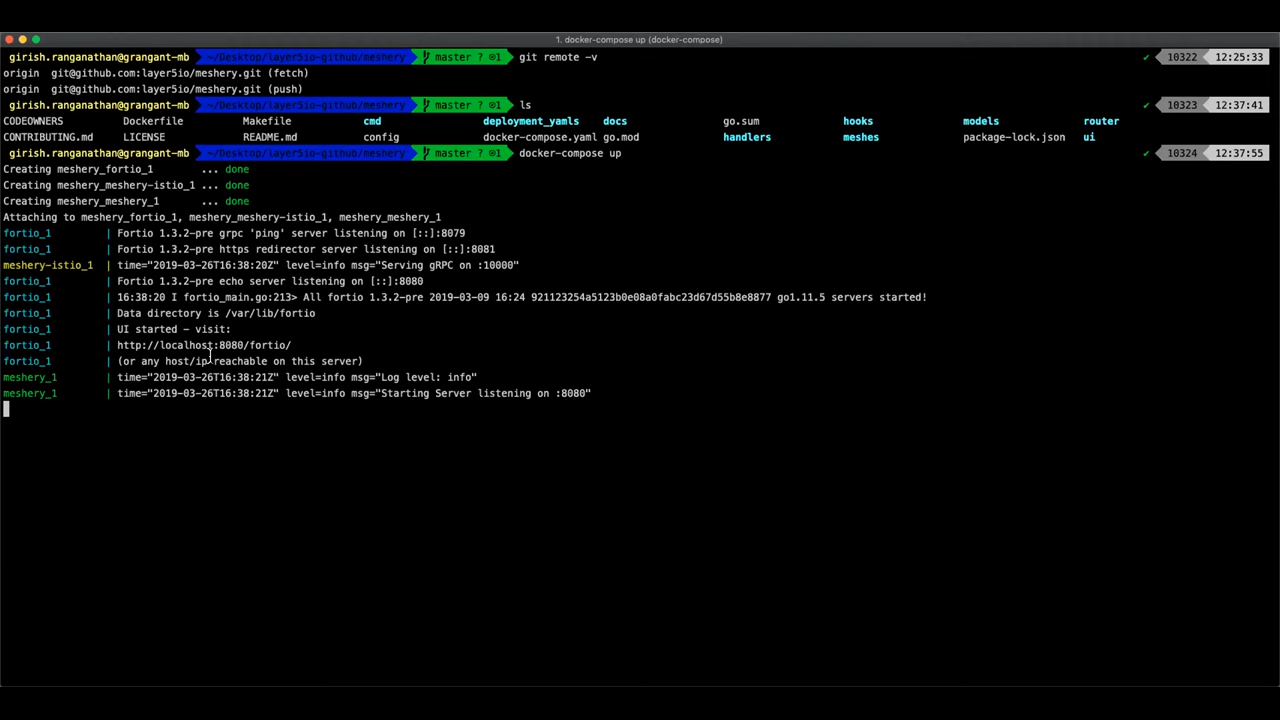 1. docker-compose up (docker-compose)
girish.ranganathan@grangant-mb ~/Desktop/layer5io-github/meshery master ? ⊙1 git remote -v ✔ 10322 12:25:33
origin git@github.com:layer5io/meshery.git (fetch)
origin git@github.com:layer5io/meshery.git (push)
girish.ranganathan@grangant-mb ~/Desktop/layer5io-github/meshery master ? ⊙1 ls ✔ 10323 12:37:41
CODEOWNERS Dockerfile Makefile cmd deployment_yamls docs go.sum hooks models router
CONTRIBUTING.md LICENSE README.md config docker-compose.yaml go.mod handlers meshes package-lock.json ui
girish.ranganathan@grangant-mb ~/Desktop/layer5io-github/meshery master ? ⊙1 docker-compose up ✔ 10324 12:37:55
Creating meshery_fortio_1 ... done
Creating meshery_meshery-istio_1 ... done
Creating meshery_meshery_1 ... done
Attaching to meshery_fortio_1, meshery_meshery-istio_1, meshery_meshery_1
fortio_1 | Fortio 1.3.2-pre grpc 'ping' server listening on [::]:8079
fortio_1 | Fortio 1.3.2-pre https redirector server listening on [::]:8081
meshery-istio_1 | time="2019-03-26T16:38:20Z" level=info msg="Serving gRPC on :10000"
fortio_1 | Fortio 1.3.2-pre echo server listening on [::]:8080
fortio_1 | 16:38:20 I fortio_main.go:213> All fortio 1.3.2-pre 2019-03-09 16:24 921123254a5123b0e08a0fabc23d67d55b8e8877 go1.11.5 servers started!
fortio_1 | Data directory is /var/lib/fortio
fortio_1 | UI started - visit:
fortio_1 | http://localhost:8080/fortio/
fortio_1 | (or any host/ip reachable on this server)
meshery_1 | time="2019-03-26T16:38:21Z" level=info msg="Log level: info"
meshery_1 | time="2019-03-26T16:38:21Z" level=info msg="Starting Server listening on :8080"